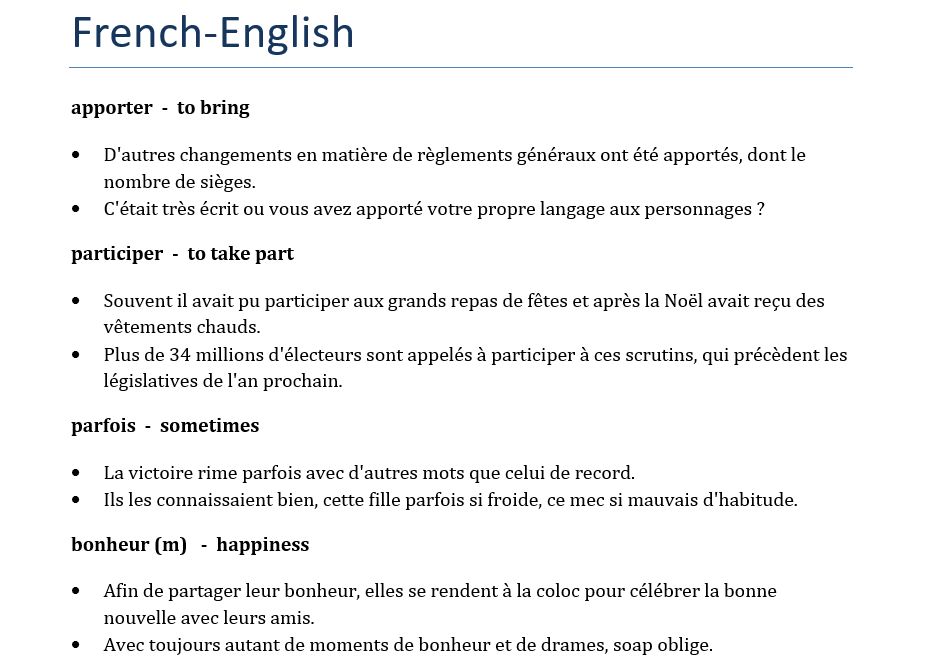 French-English
apporter - to bring
• D'autres changements en matière de règlements généraux ont été apportés, dont le
nombre de sièges.
• C'était très écrit ou vous avez apporté votre propre langage aux personnages ?
participer - to take part
• Souvent il avait pu participer aux grands repas de fêtes et après la Noël avait reçu des
vêtements chauds.
• Plus de 34 millions d'électeurs sont appelés à participer à ces scrutins, qui précèdent les
législatives de l'an prochain.
parfois - sometimes
• La victoire rime parfois avec d'autres mots que celui de record.
• Ils les connaissaient bien, cette fille parfois si froide, ce mec si mauvais d'habitude.
bonheur (m) - happiness
• Afin de partager leur bonheur, elles se rendent à la coloc pour célébrer la bonne
nouvelle avec leurs amis.
• Avec toujours autant de moments de bonheur et de drames, soap oblige.